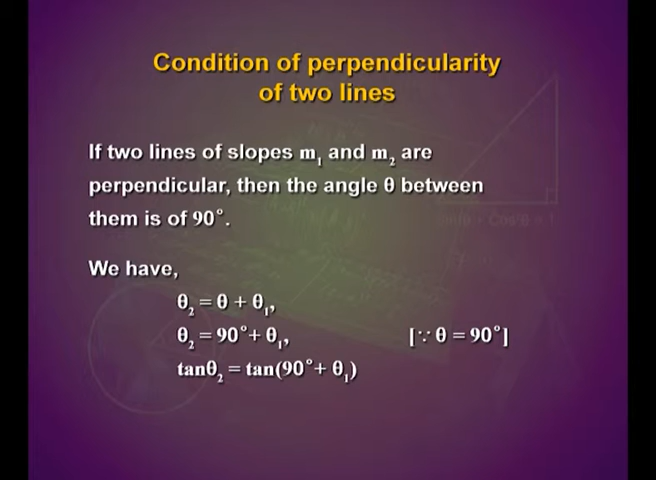 Condition of perpendicularity
of two lines
If two lines of slopes m₁ and m₂ are
perpendicular, then the angle θ between
them is of 90°.
We have,
θ₂ = θ + θ₁,
θ₂ = 90°+ θ₁, [∵ θ = 90°]
tanθ₂ = tan(90°+ θ₁)